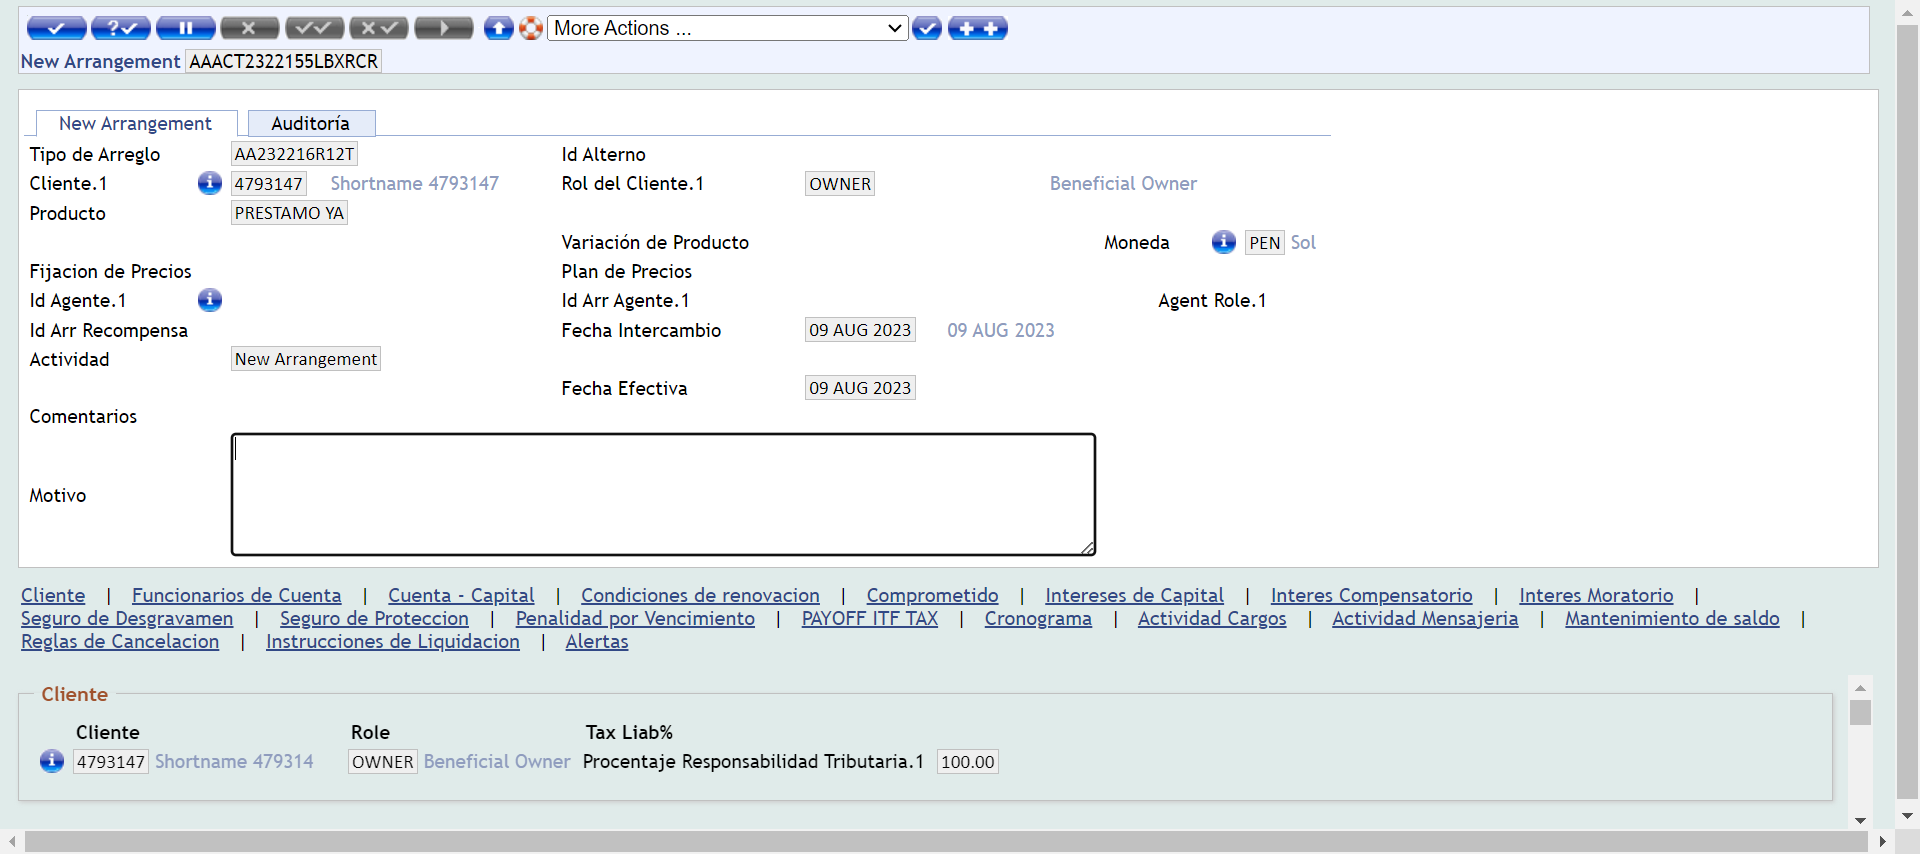 More Actions ...
New Arrangement AAACT2322155LBXRCR
New Arrangement Auditoría
Tipo de Arreglo AA232216R12T Id Alterno
Cliente.1 4793147 Shortname 4793147 Rol del Cliente.1 OWNER Beneficial Owner
Producto PRESTAMO YA
Variación de Producto Moneda PEN Sol
Fijacion de Precios Plan de Precios
Id Agente.1 Id Arr Agente.1 Agent Role.1
Id Arr Recompensa Fecha Intercambio 09 AUG 2023 09 AUG 2023
Actividad New Arrangement
Fecha Efectiva 09 AUG 2023
Comentarios
Motivo
Cliente | Funcionarios de Cuenta | Cuenta - Capital | Condiciones de renovacion | Comprometido | Intereses de Capital | Interes Compensatorio | Interes Moratorio |
Seguro de Desgravamen | Seguro de Proteccion | Penalidad por Vencimiento | PAYOFF ITF TAX | Cronograma | Actividad Cargos | Actividad Mensajeria | Mantenimiento de saldo |
Reglas de Cancelacion | Instrucciones de Liquidacion | Alertas
Cliente
Cliente Role Tax Liab%
4793147 Shortname 479314 OWNER Beneficial Owner Procentaje Responsabilidad Tributaria.1 100.00